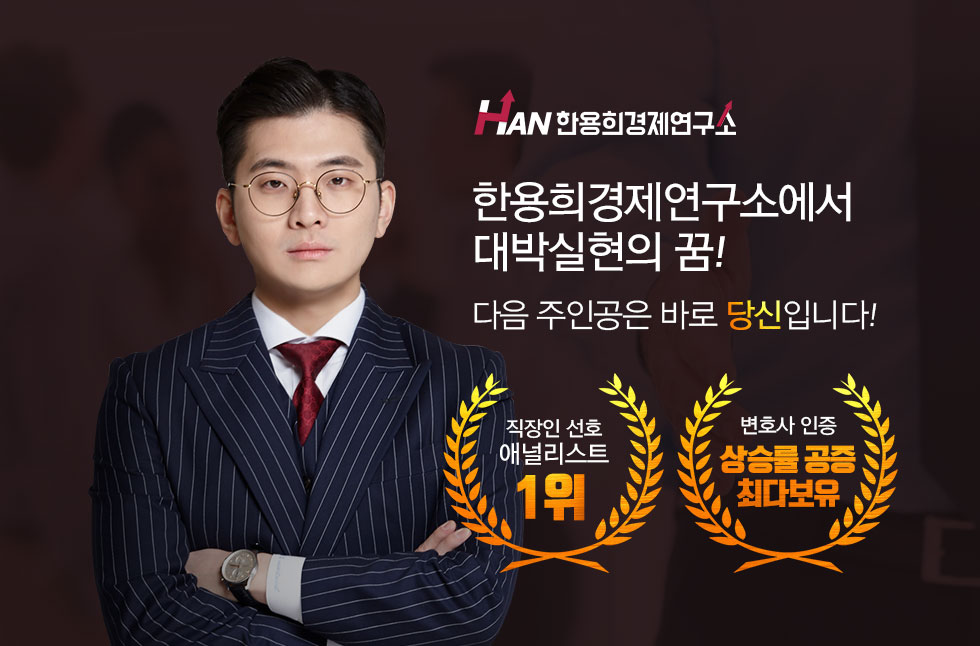 HAN 한용희경제연구소
한용희경제연구소에서
대박실현의 꿈!
다음 주인공은 바로 당신입니다!
직장인 선호
애널리스트
1위
변호사 인증
상승률 공증
최다보유